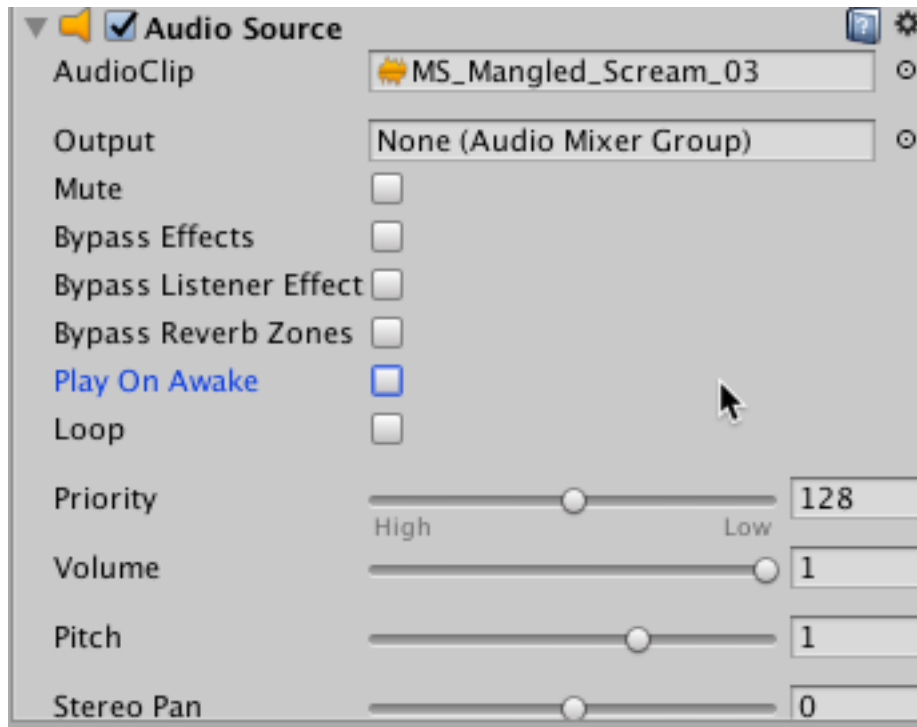 Audio Source
AudioClip MS_Mangled_Scream_03
Output None (Audio Mixer Group)
Mute
Bypass Effects
Bypass Listener Effect
Bypass Reverb Zones
Play On Awake
Loop
Priority 128
High Low
Volume 1
Pitch 1
Stereo Pan 0